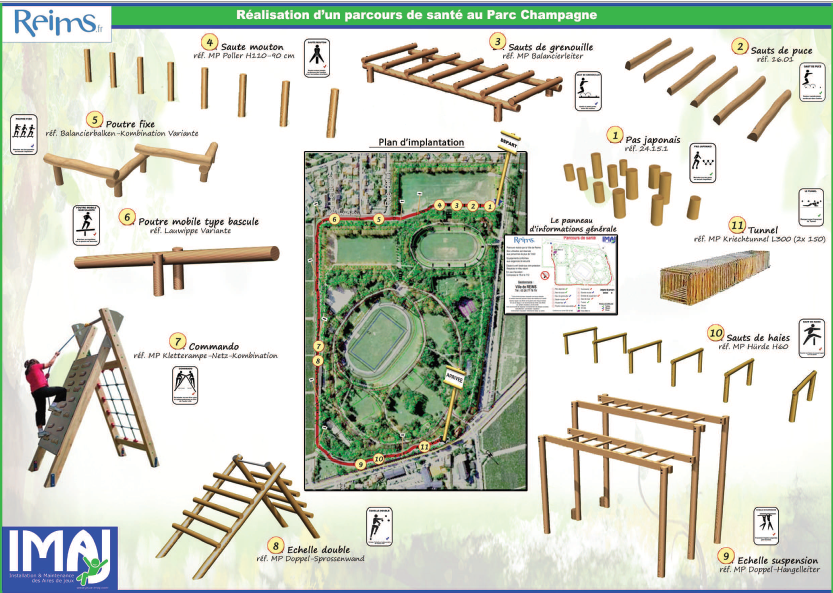 Réalisation d'un parcours de santé au Parc Champagne
Reims.fr
4 Saute mouton
réf. MP Poller H110-90 cm
3 Sauts de grenouille
réf. MP Balancierleiter
2 Sauts de puce
réf. 26.01
5 Poutre fixe
réf. Balancierbalken-Kombination Variante
1 Pas japonais
réf. 24.15.1
Plan d'implantation
DEPART
6 Poutre mobile type bascule
réf. Lauwippe Variante
Le panneau
d'informations générale
11 Tunnel
réf. MP Kriechtunnel L300 (2x 150)
6 5 4 3 2 1
Reims
Parcours de santé
IMAJ
Ville de REIMS
7 Commando
réf. MP Kletterrampe-Netz-Kombination
7
8
ARRIVEE
10 Sauts de haies
réf. MP Hürde H60
9 10 11
8 Echelle double
réf. MP Doppel-Sprossenwand
9 Echelle suspension
réf. MP Doppel-Hangelleiter
IMAJ
Installation & Maintenance
des Aires de jeux